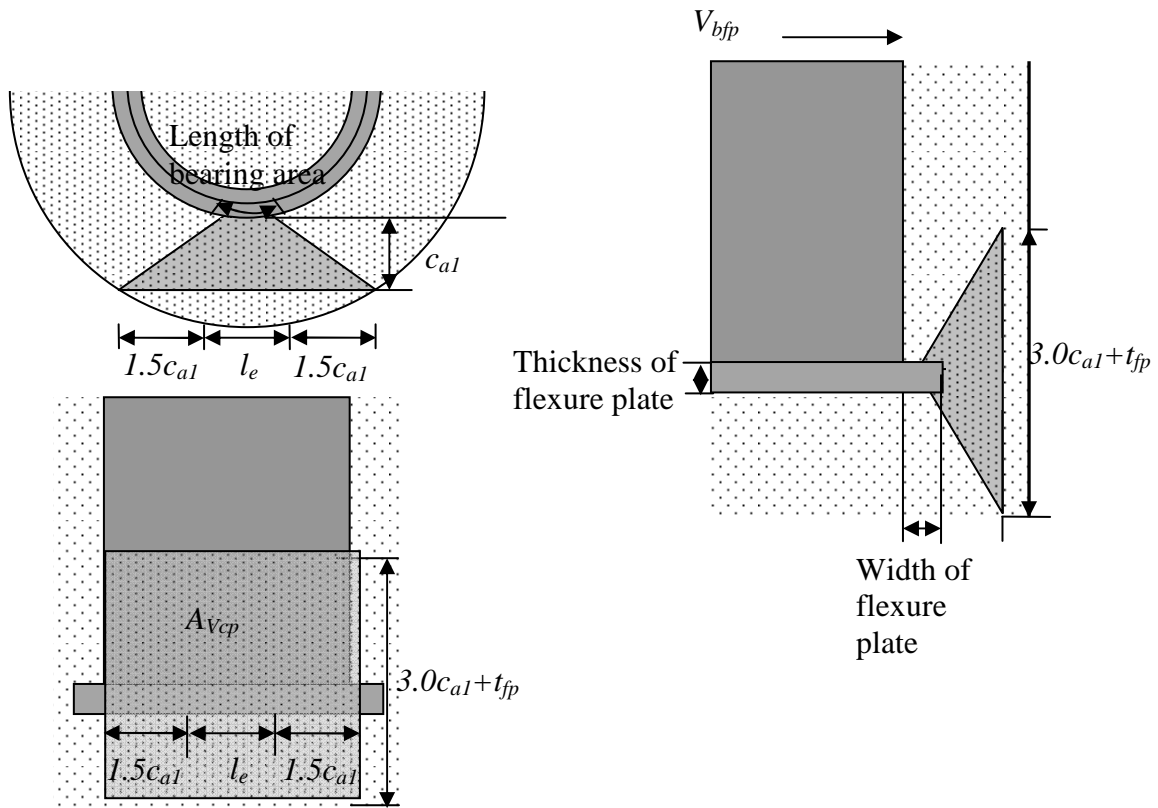 V_bfp
Length of
bearing area
c_a1
1.5c_a1 l_e 1.5c_a1
Thickness of
flexure plate
3.0c_a1+t_fp
Width of
flexure
plate
A_Vcp
3.0c_a1+t_fp
1.5c_a1 l_e 1.5c_a1